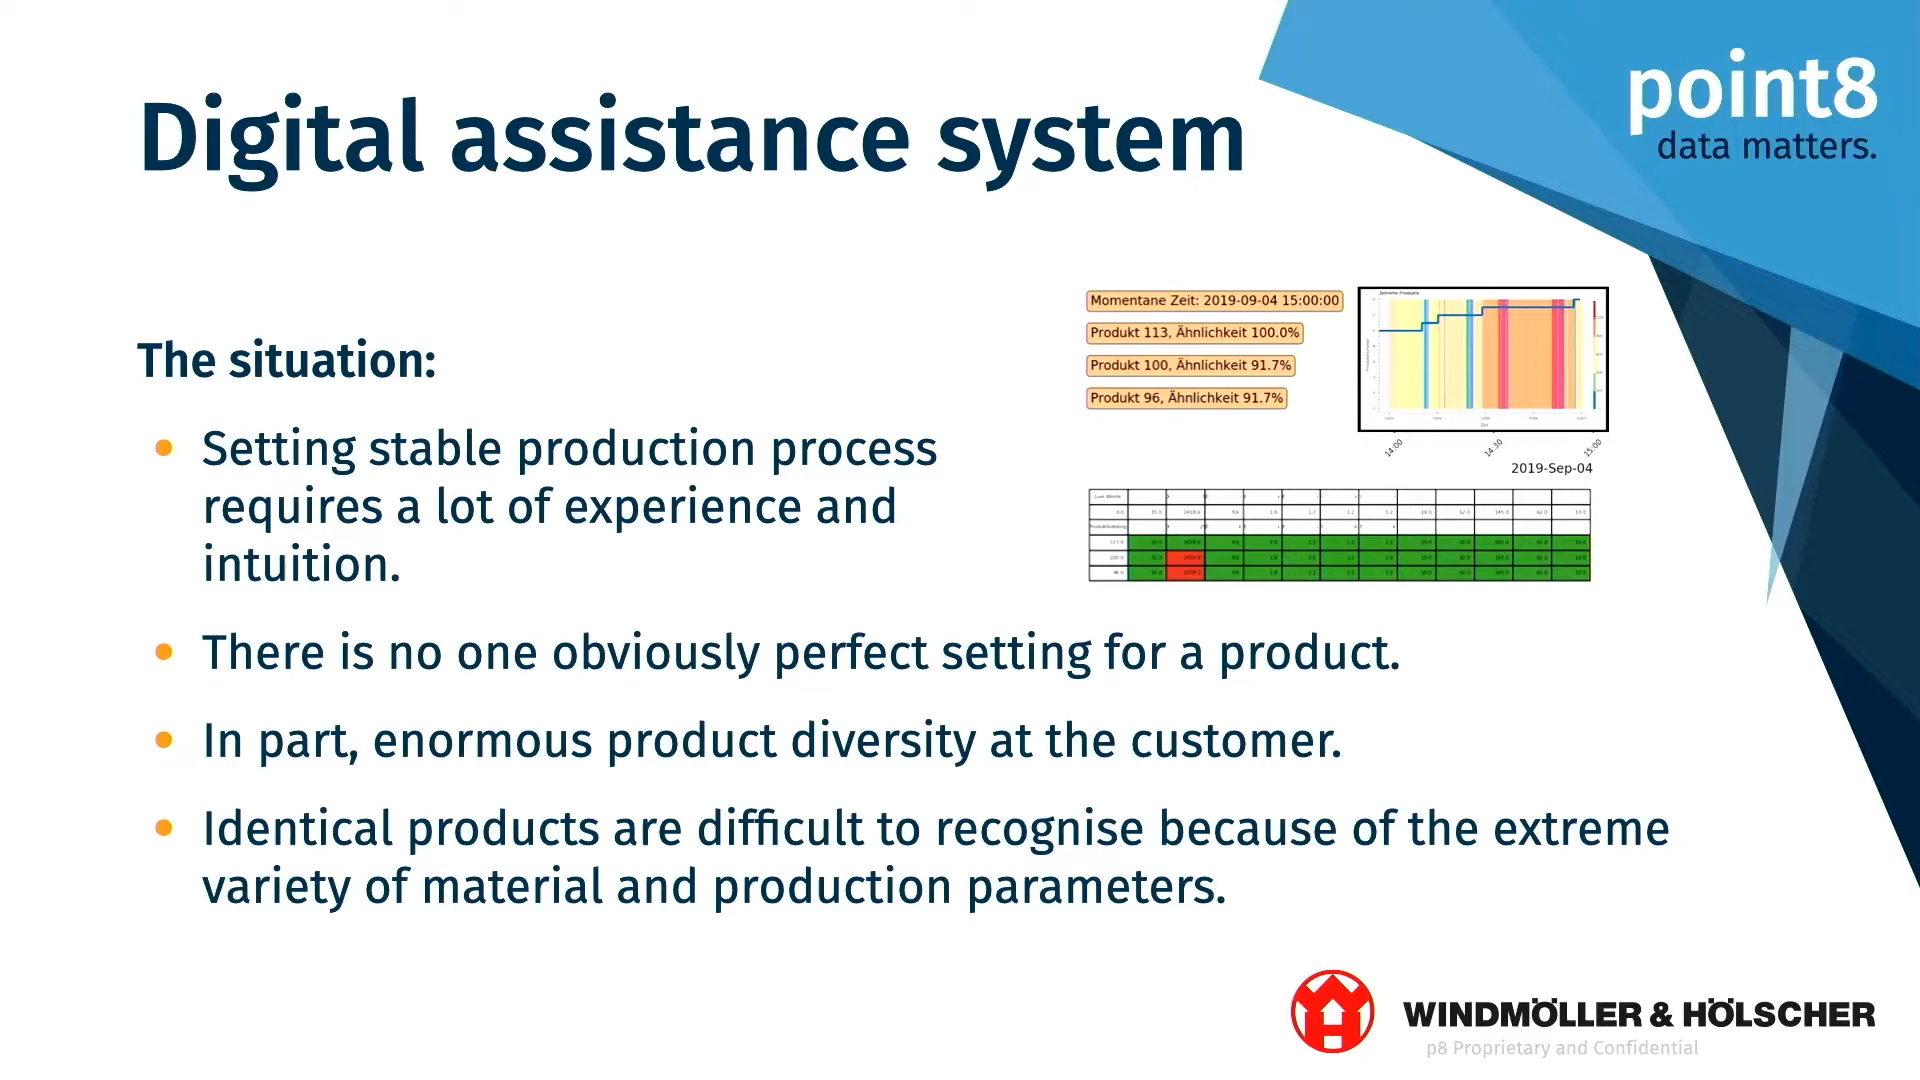 Digital assistance system
point8
data matters.
The situation:
Setting stable production process
requires a lot of experience and
intuition.
There is no one obviously perfect setting for a product.
In part, enormous product diversity at the customer.
Identical products are difficult to recognise because of the extreme
variety of material and production parameters.
Momentane Zeit: 2019-09-04 15:00:00
Produkt 113, Ähnlichkeit 100.0%
Produkt 100, Ähnlichkeit 91.7%
Produkt 96, Ähnlichkeit 91.7%
14:00
14:30
15:00
2019-Sep-04
WINDMÖLLER & HÖLSCHER
p8 Proprietary and Confidential